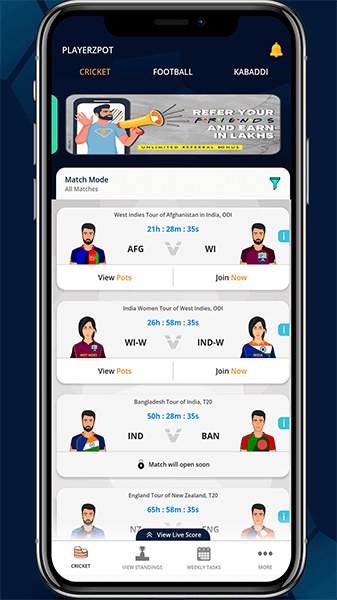 PLAYERZPOT
CRICKET FOOTBALL KABADDI
REFER YOUR
FRIENDS
AND EARN
IN LAKHS
UNLIMITED REFERRAL BONUS
Match Mode
All Matches
West Indies Tour of Afghanistan in India, ODI
21h : 28m : 35s
AFG WI
View Pots Join Now
India Women Tour of West Indies, ODI
26h : 58m : 35s
WI-W IND-W
View Pots Join Now
Bangladesh Tour of India, T20
50h : 28m : 35s
IND BAN
Match will open soon
England Tour of New Zealand, T20
65h : 58m : 35s
NZ ENG
View Live Score
CRICKET VIEW STANDINGS WEEKLY TASKS MORE